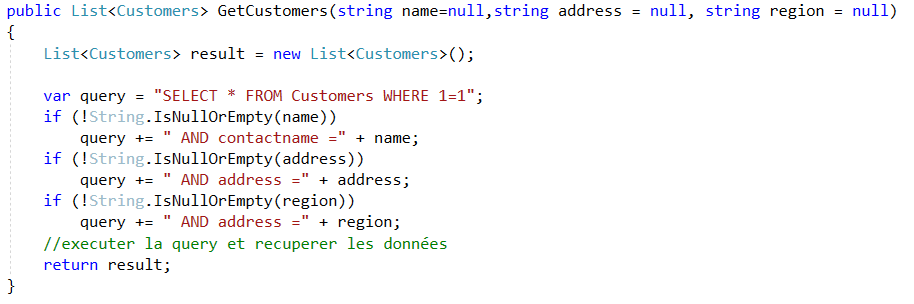 public List<Customers> GetCustomers(string name=null,string address = null, string region = null)
{
    List<Customers> result = new List<Customers>();

    var query = "SELECT * FROM Customers WHERE 1=1";
    if (!String.IsNullOrEmpty(name))
        query += " AND contactname =" + name;
    if (!String.IsNullOrEmpty(address))
        query += " AND address =" + address;
    if (!String.IsNullOrEmpty(region))
        query += " AND address =" + region;
    //executer la query et recuperer les données
    return result;
}